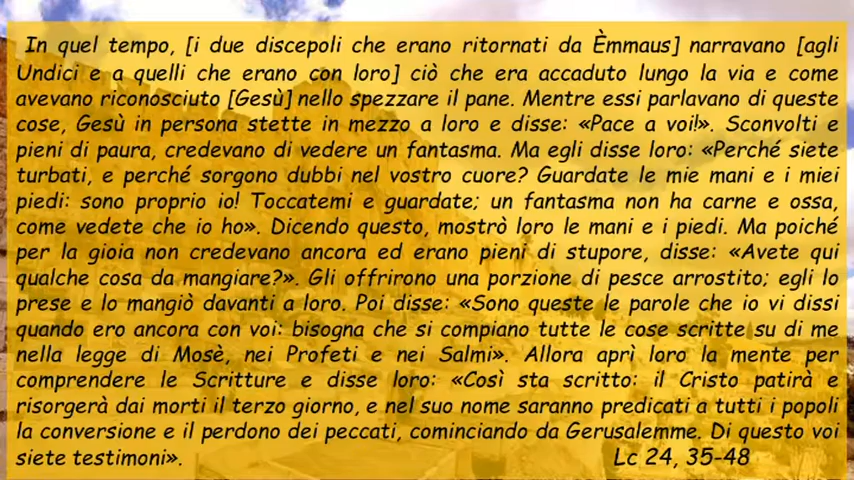 In quel tempo, [i due discepoli che erano ritornati da Èmmaus] narravano [agli
Undici e a quelli che erano con loro] ciò che era accaduto lungo la via e come
avevano riconosciuto [Gesù] nello spezzare il pane. Mentre essi parlavano di queste
cose, Gesù in persona stette in mezzo a loro e disse: «Pace a voi!». Sconvolti e
pieni di paura, credevano di vedere un fantasma. Ma egli disse loro: «Perché siete
turbati, e perché sorgono dubbi nel vostro cuore? Guardate le mie mani e i miei
piedi: sono proprio io! Toccatemi e guardate; un fantasma non ha carne e ossa,
come vedete che io ho». Dicendo questo, mostrò loro le mani e i piedi. Ma poiché
per la gioia non credevano ancora ed erano pieni di stupore, disse: «Avete qui
qualche cosa da mangiare?». Gli offrirono una porzione di pesce arrostito; egli lo
prese e lo mangiò davanti a loro. Poi disse: «Sono queste le parole che io vi dissi
quando ero ancora con voi: bisogna che si compiano tutte le cose scritte su di me
nella legge di Mosè, nei Profeti e nei Salmi». Allora aprì loro la mente per
comprendere le Scritture e disse loro: «Così sta scritto: il Cristo patirà e
risorgerà dai morti il terzo giorno, e nel suo nome saranno predicati a tutti i popoli
la conversione e il perdono dei peccati, cominciando da Gerusalemme. Di questo voi
siete testimoni». Lc 24, 35-48